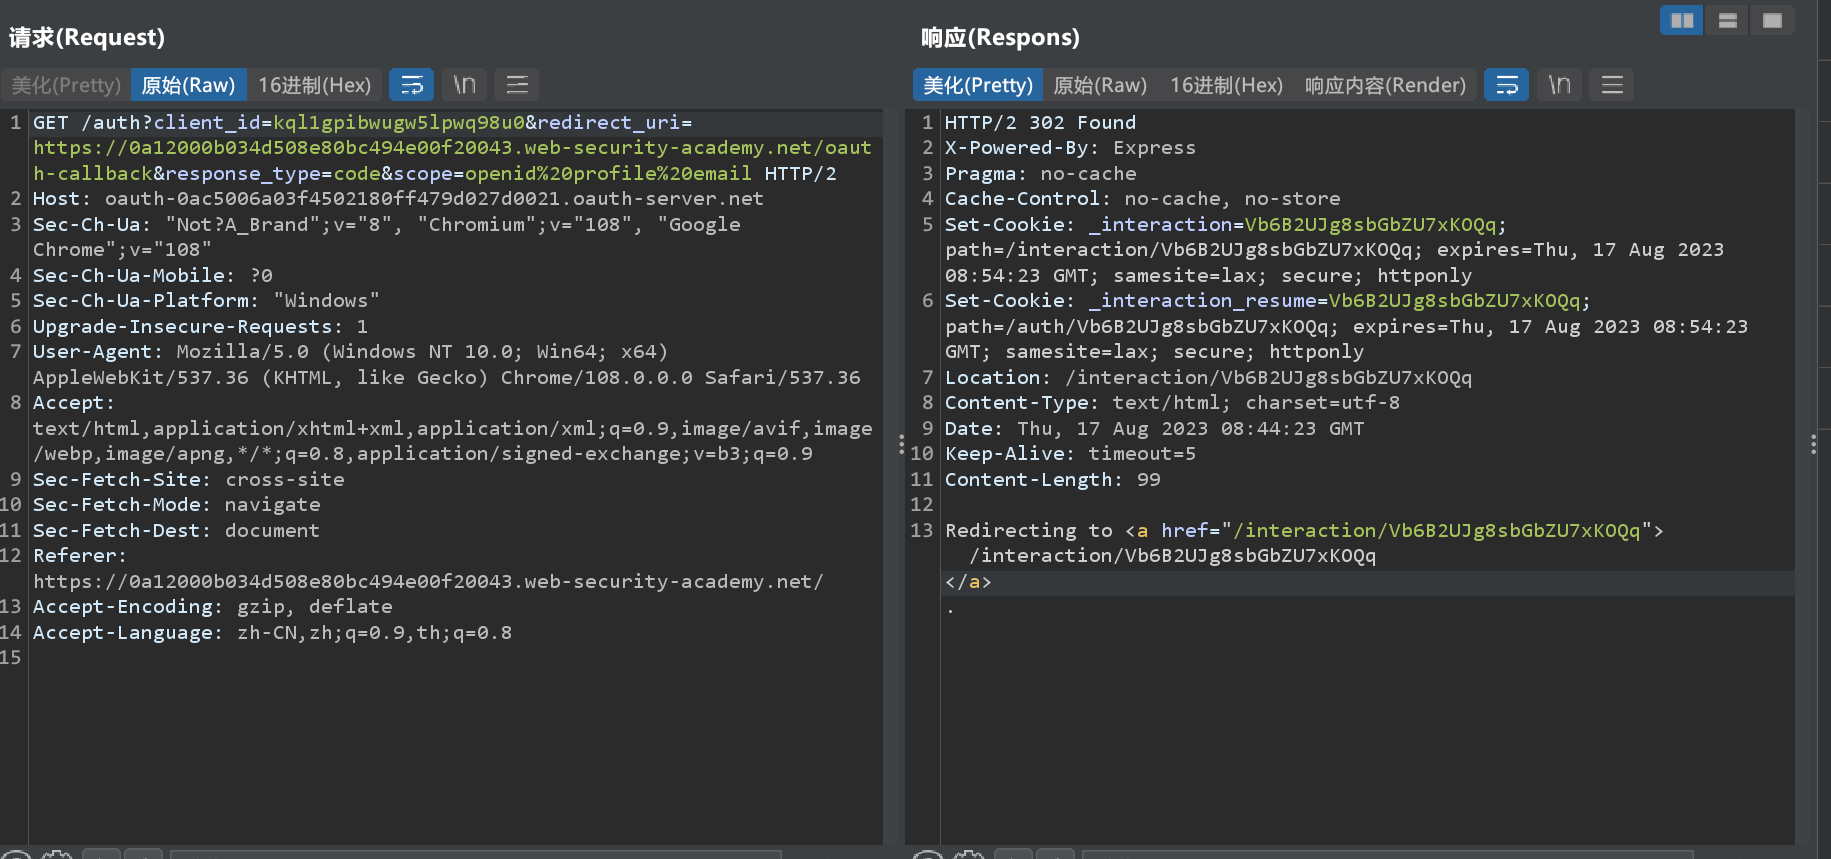 请求(Request)
美化(Pretty) 原始(Raw) 16进制(Hex) \n
1 GET /auth?client_id=kql1gpibwugw5lpwq98u0&redirect_uri=
https://0a12000b034d508e80bc494e00f20043.web-security-academy.net/oaut
h-callback&response_type=code&scope=openid%20profile%20email HTTP/2
2 Host: oauth-0ac5006a03f4502180ff479d027d0021.oauth-server.net
3 Sec-Ch-Ua: "Not?A_Brand";v="8", "Chromium";v="108", "Google
Chrome";v="108"
4 Sec-Ch-Ua-Mobile: ?0
5 Sec-Ch-Ua-Platform: "Windows"
6 Upgrade-Insecure-Requests: 1
7 User-Agent: Mozilla/5.0 (Windows NT 10.0; Win64; x64)
AppleWebKit/537.36 (KHTML, like Gecko) Chrome/108.0.0.0 Safari/537.36
8 Accept:
text/html,application/xhtml+xml,application/xml;q=0.9,image/avif,image
/webp,image/apng,*/*;q=0.8,application/signed-exchange;v=b3;q=0.9
9 Sec-Fetch-Site: cross-site
10 Sec-Fetch-Mode: navigate
11 Sec-Fetch-Dest: document
12 Referer:
https://0a12000b034d508e80bc494e00f20043.web-security-academy.net/
13 Accept-Encoding: gzip, deflate
14 Accept-Language: zh-CN,zh;q=0.9,th;q=0.8
15
响应(Respons)
美化(Pretty) 原始(Raw) 16进制(Hex) 响应内容(Render) \n
1 HTTP/2 302 Found
2 X-Powered-By: Express
3 Pragma: no-cache
4 Cache-Control: no-cache, no-store
5 Set-Cookie: _interaction=Vb6B2UJg8sbGbZU7xKOQq;
path=/interaction/Vb6B2UJg8sbGbZU7xKOQq; expires=Thu, 17 Aug 2023
08:54:23 GMT; samesite=lax; secure; httponly
6 Set-Cookie: _interaction_resume=Vb6B2UJg8sbGbZU7xKOQq;
path=/auth/Vb6B2UJg8sbGbZU7xKOQq; expires=Thu, 17 Aug 2023 08:54:23
GMT; samesite=lax; secure; httponly
7 Location: /interaction/Vb6B2UJg8sbGbZU7xKOQq
8 Content-Type: text/html; charset=utf-8
9 Date: Thu, 17 Aug 2023 08:44:23 GMT
10 Keep-Alive: timeout=5
11 Content-Length: 99
12
13 Redirecting to <a href="/interaction/Vb6B2UJg8sbGbZU7xKOQq">
/interaction/Vb6B2UJg8sbGbZU7xKOQq
</a>
.